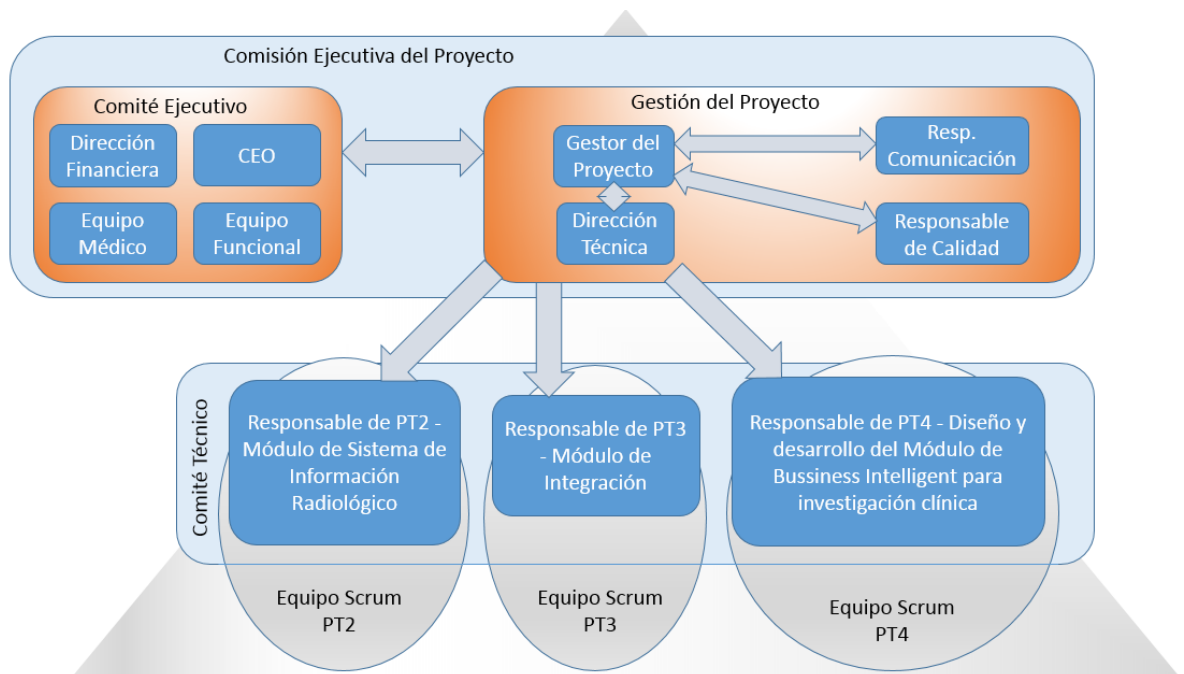 Comisión Ejecutiva del Proyecto
Comité Ejecutivo
Dirección
Financiera
CEO
Equipo
Médico
Equipo
Funcional
Gestión del Proyecto
Gestor del
Proyecto
Resp.
Comunicación
Dirección
Técnica
Responsable
de Calidad
Comité Técnico
Responsable de PT2 -
Módulo de Sistema de
Información
Radiológico
Responsable de PT3
- Módulo de
Integración
Responsable de PT4 - Diseño y
desarrollo del Módulo de
Bussiness Intelligent para
investigación clínica
Equipo Scrum
PT2
Equipo Scrum
PT3
Equipo Scrum
PT4